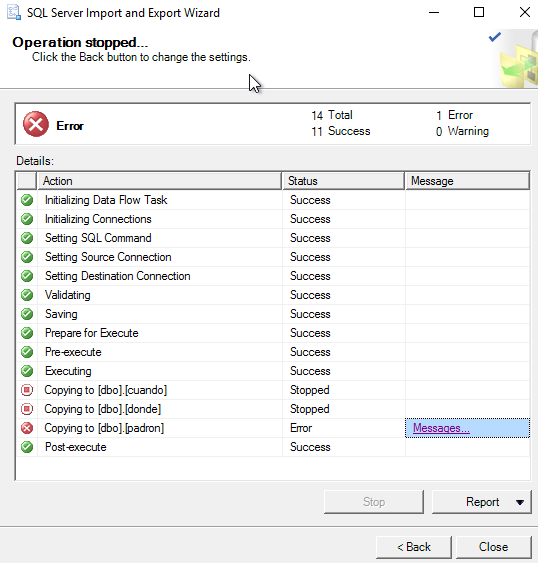 SQL Server Import and Export Wizard
Operation stopped...
Click the Back button to change the settings.
Error
14 Total 1 Error
11 Success 0 Warning
Details:
Action Status Message
Initializing Data Flow Task Success
Initializing Connections Success
Setting SQL Command Success
Setting Source Connection Success
Setting Destination Connection Success
Validating Success
Saving Success
Prepare for Execute Success
Pre-execute Success
Executing Success
Copying to [dbo].[cuando] Stopped
Copying to [dbo].[donde] Stopped
Copying to [dbo].[padron] Error Messages...
Post-execute Success
Stop Report
< Back Close